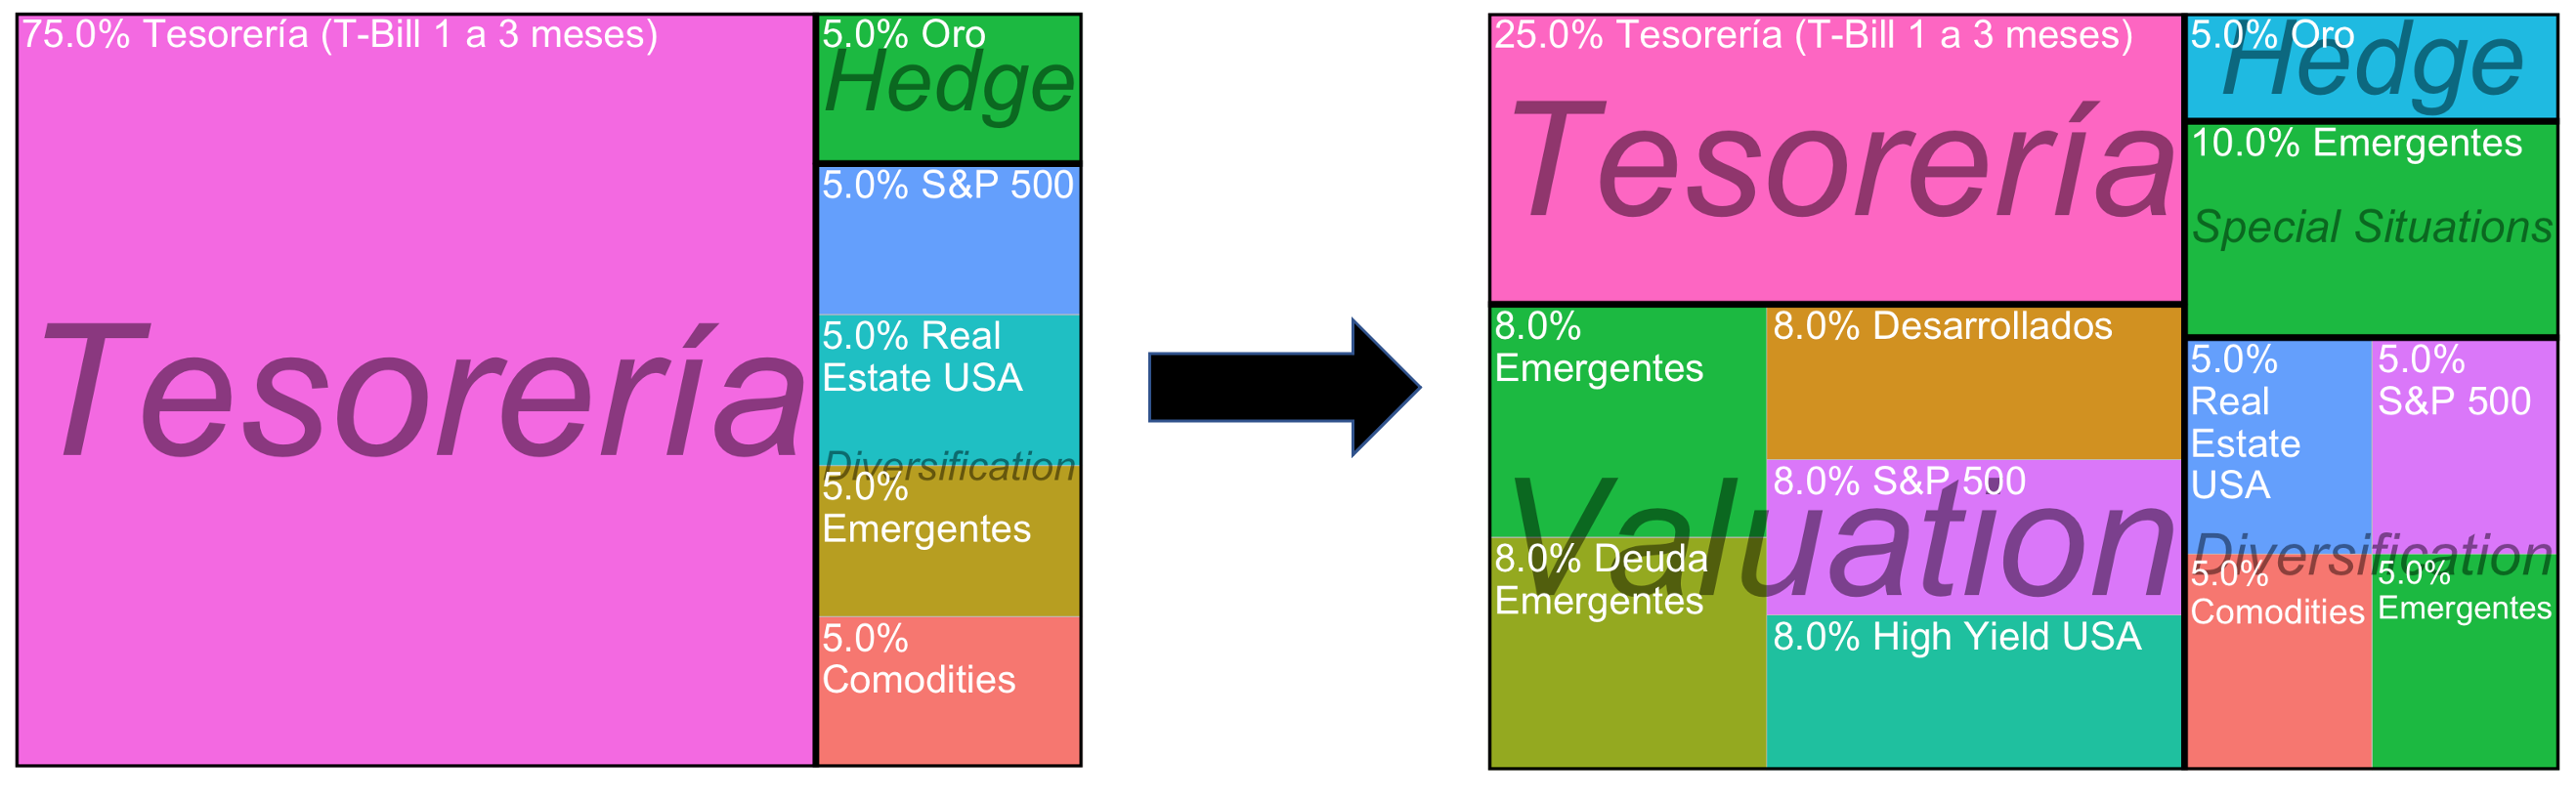 75.0% Tesorería (T-Bill 1 a 3 meses)
Tesorería
5.0% Oro
Hedge
5.0% S&P 500
5.0% Real
Estate USA
Diversification
5.0%
Emergentes
5.0%
Comodities
25.0% Tesorería (T-Bill 1 a 3 meses)
Tesorería
5.0% Oro
Hedge
10.0% Emergentes
Special Situations
8.0%
Emergentes
8.0% Desarrollados
8.0% S&P 500
Valuation
8.0% Deuda
Emergentes
8.0% High Yield USA
5.0%
Real
Estate
USA
5.0%
S&P 500
Diversification
5.0%
Comodities
5.0%
Emergentes